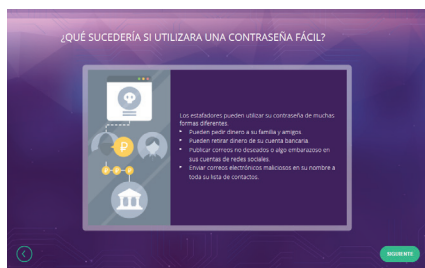 ¿QUÉ SUCEDERÍA SI UTILIZARA UNA CONTRASEÑA FÁCIL?
Los estafadores pueden utilizar su contraseña de muchas
formas diferentes.
• Pueden pedir dinero a su familia y amigos.
• Pueden retirar dinero de su cuenta bancaria.
• Publicar correos no deseados o algo embarazoso en
sus cuentas de redes sociales.
• Enviar correos electrónicos maliciosos en su nombre a
toda su lista de contactos.
SIGUIENTE